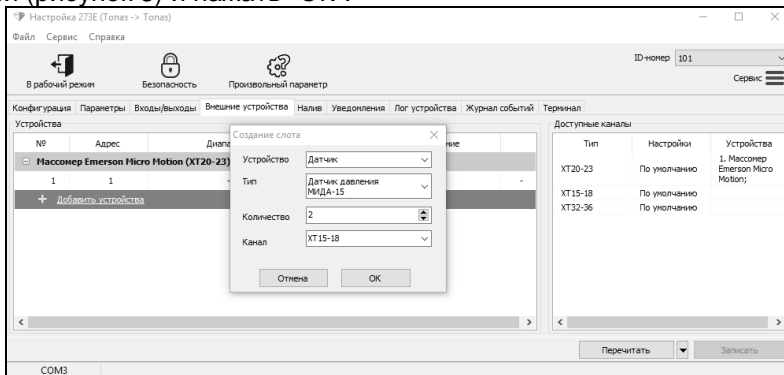 Настройка 273E (Tonas -> Tonas)
Файл Сервис Справка
В рабочий режим
Безопасность
Произвольный параметр
ID-номер 101
Сервис
Конфигурация Параметры Входы/выходы Внешние устройства Налив Уведомления Лог устройства Журнал событий Терминал
Устройства
№ Адрес
Массомер Emerson Micro Motion (XT20-23)
1 1 -
+ Добавить устройства
Создание слота
Устройство Датчик
Тип Датчик давления
МИДА-15
Количество 2
Канал XT15-18
Отмена OK
Доступные каналы
Тип Настройки Устройства
XT20-23 По умолчанию 1. Массомер
Emerson Micro
Motion;
XT15-18 По умолчанию
XT32-36 По умолчанию
Перечитать Записать
COM3